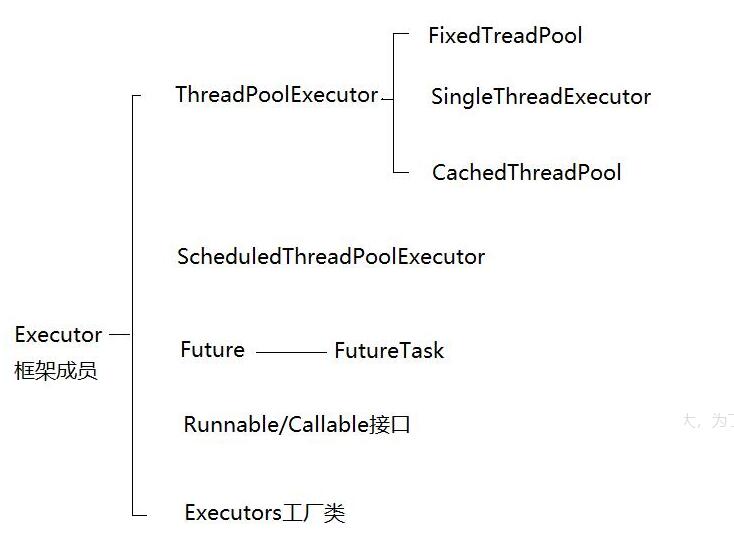 FixedTreadPool
ThreadPoolExecutor
SingleThreadExecutor
CachedThreadPool
ScheduledThreadPoolExecutor
Executor
框架成员
Future
FutureTask
Runnable/Callable接口
大，为
Executors工厂类